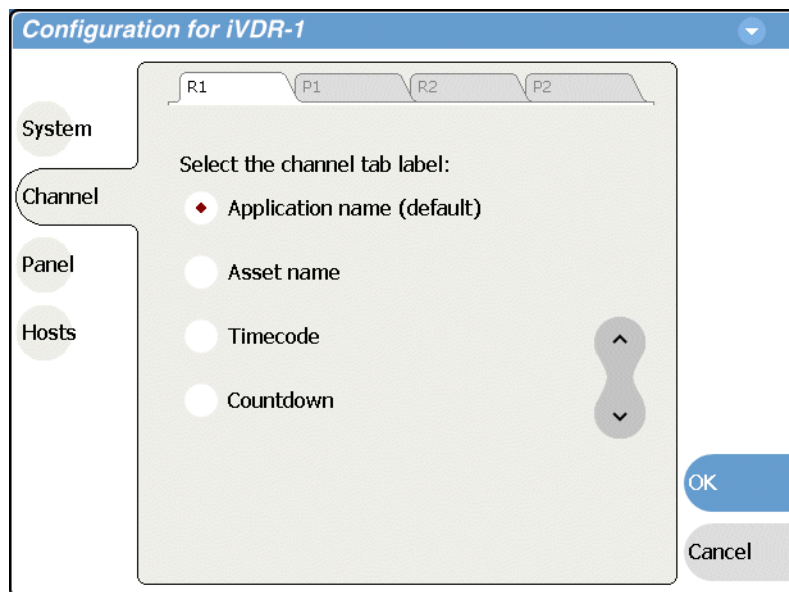 Configuration for iVDR-1
R1
P1
R2
P2
System
Channel
Panel
Hosts
Select the channel tab label:
Application name (default)
Asset name
Timecode
Countdown
OK
Cancel